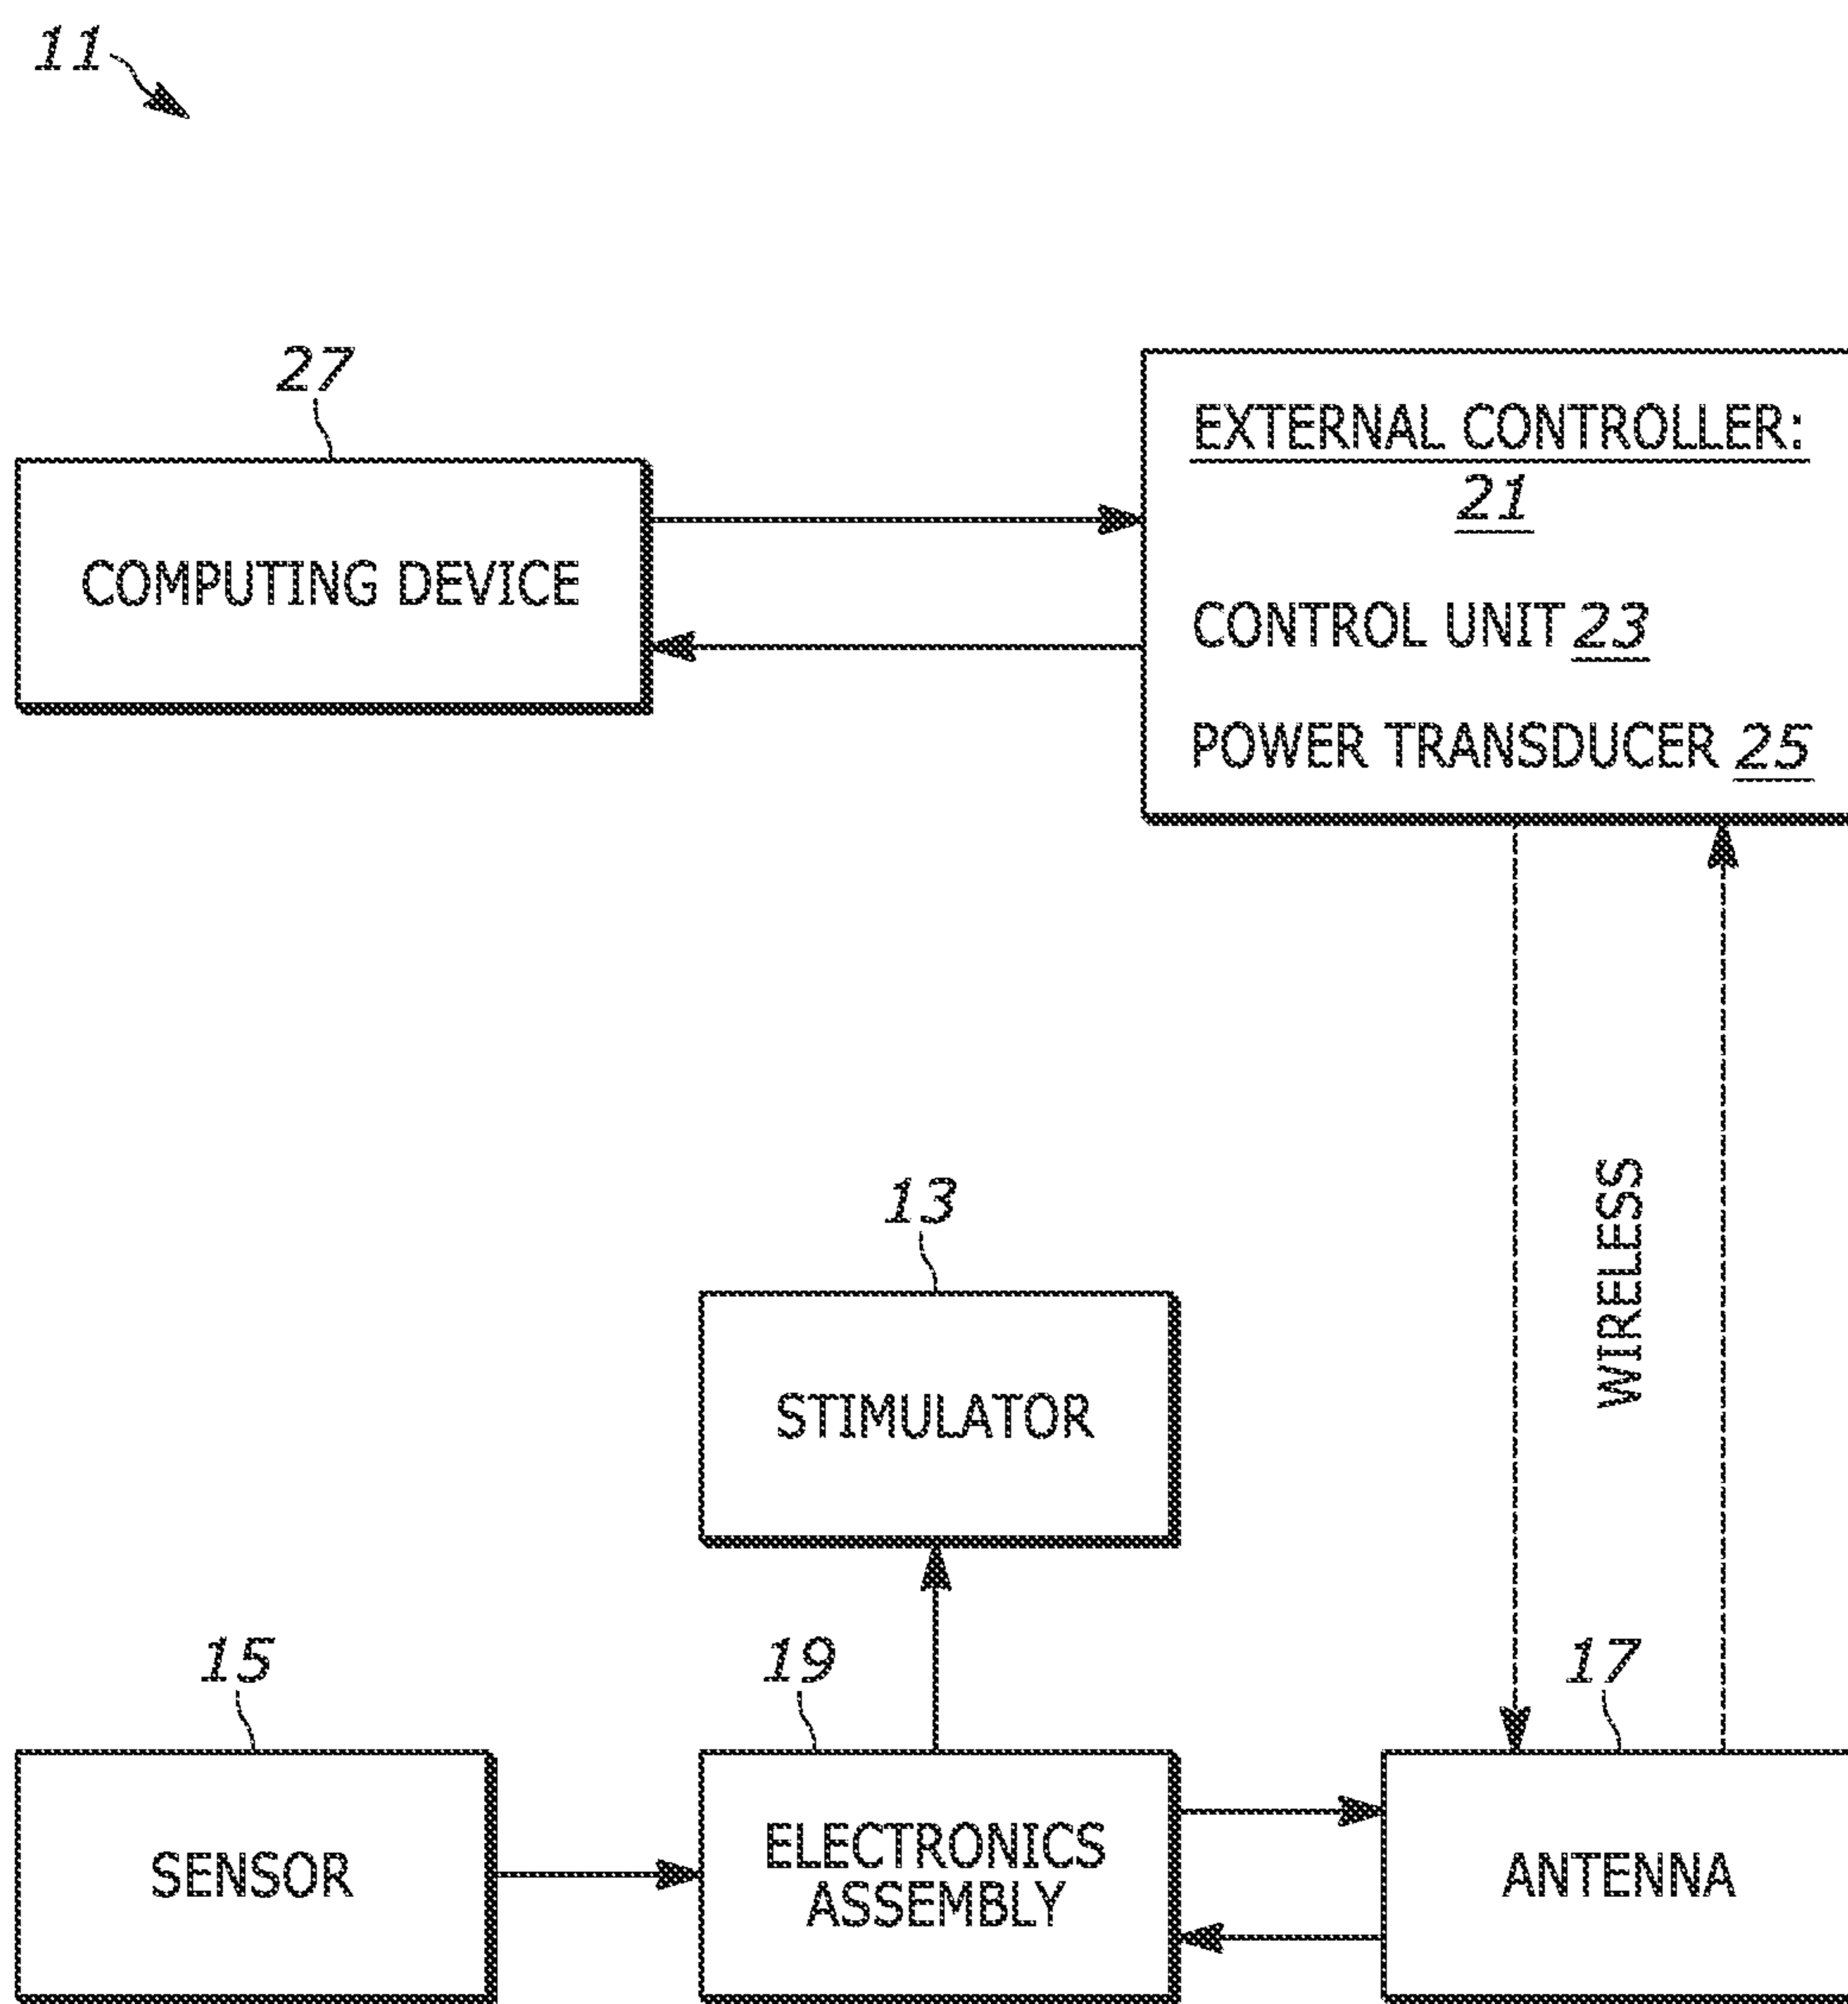 11
27
COMPUTING DEVICE
EXTERNAL CONTROLLER:
21
CONTROL UNIT 23
POWER TRANSDUCER 25
WIRELESS
13
STIMULATOR
15
SENSOR
19
ELECTRONICS
ASSEMBLY
17
ANTENNA